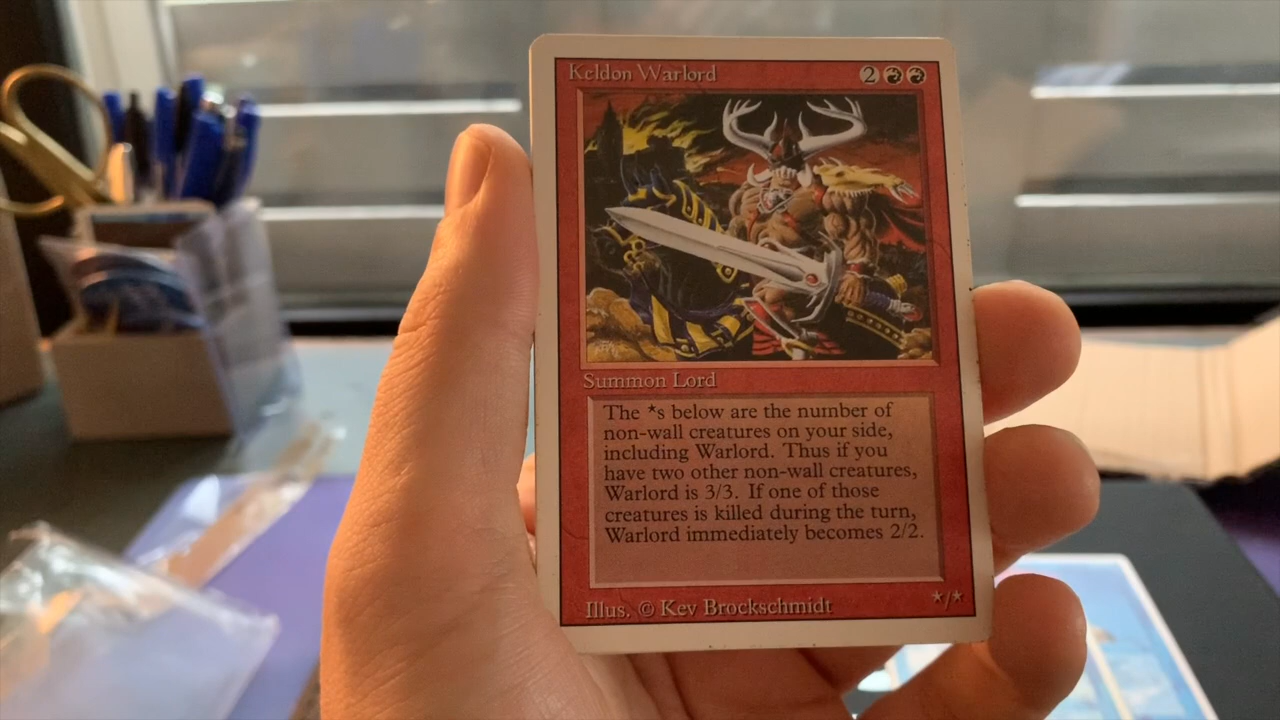 Keldon Warlord 2
Summon Lord
The *s below are the number of
non-wall creatures on your side,
including Warlord. Thus if you
have two other non-wall creatures,
Warlord is 3/3. If one of those
creatures is killed during the turn,
Warlord immediately becomes 2/2.
Illus. © Kev Brockschmidt
*/*